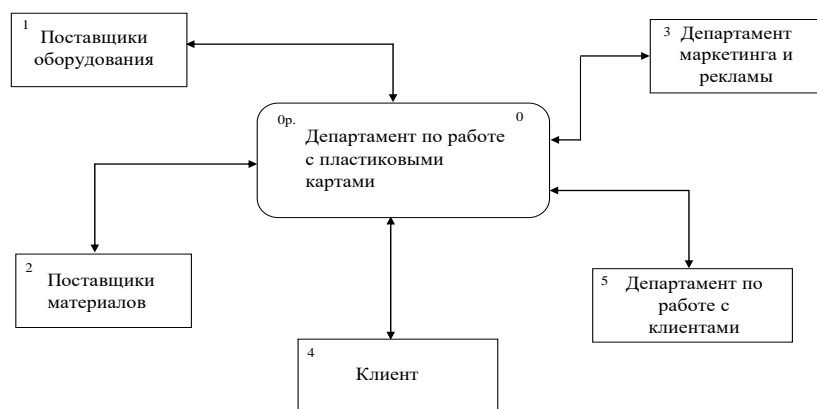 1
Поставщики
оборудования
3 Департамент
маркетинга и
рекламы
0р. 0
Департамент по работе
с пластиковыми
картами
2 Поставщики
материалов
5 Департамент по
работе с
клиентами
4
Клиент